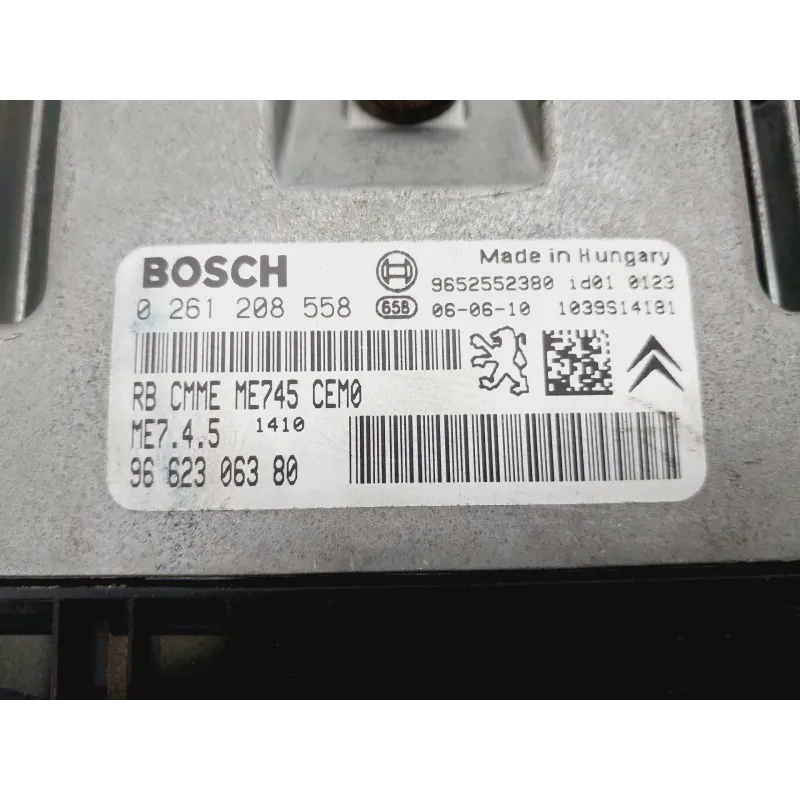 BOSCH
Made in Hungary
9652552380 id01 0123
0 261 208 558 658 06-06-10 1039S14181
RB CMME ME745 CEM0
ME7.4.5 1410
96 623 063 80